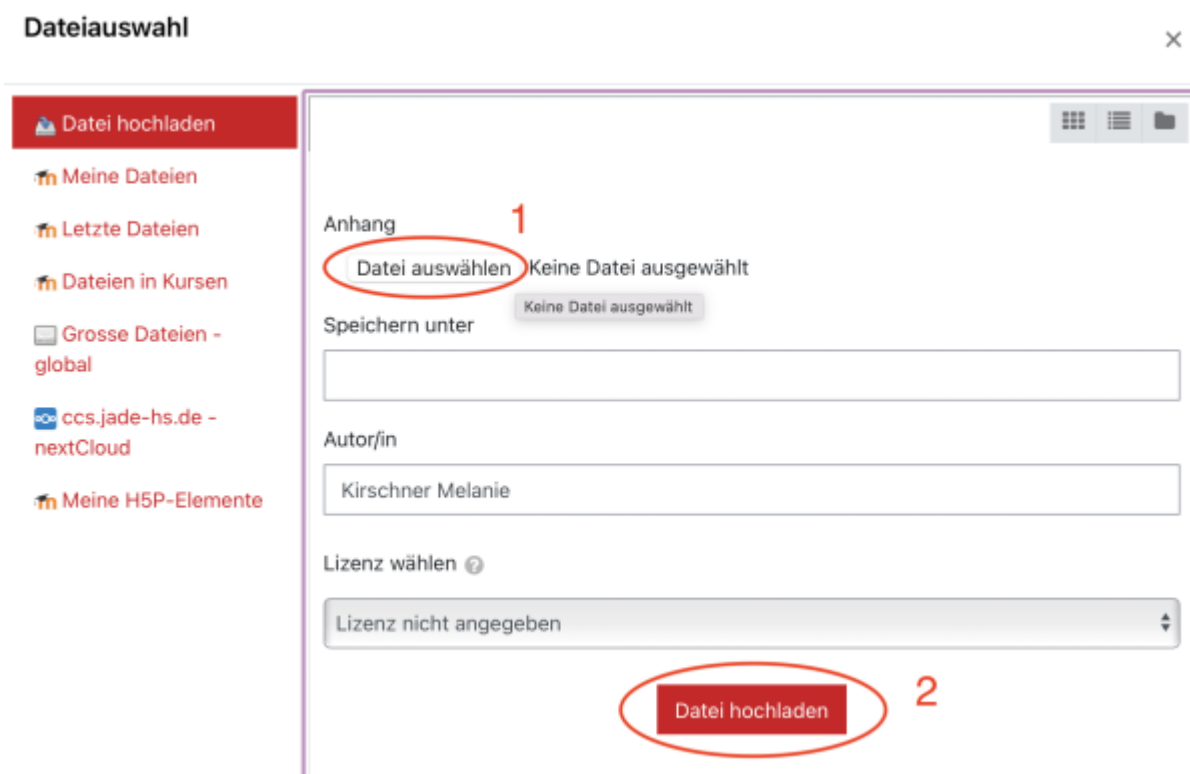 Dateiauswahl
×
Datei hochladen
Meine Dateien
Letzte Dateien
Dateien in Kursen
Grosse Dateien -
global
ccs.jade-hs.de -
nextCloud
Meine H5P-Elemente
Anhang
1
Datei auswählen Keine Datei ausgewählt
Keine Datei ausgewählt
Speichern unter
Autor/in
Kirschner Melanie
Lizenz wählen ?
Lizenz nicht angegeben
Datei hochladen
2